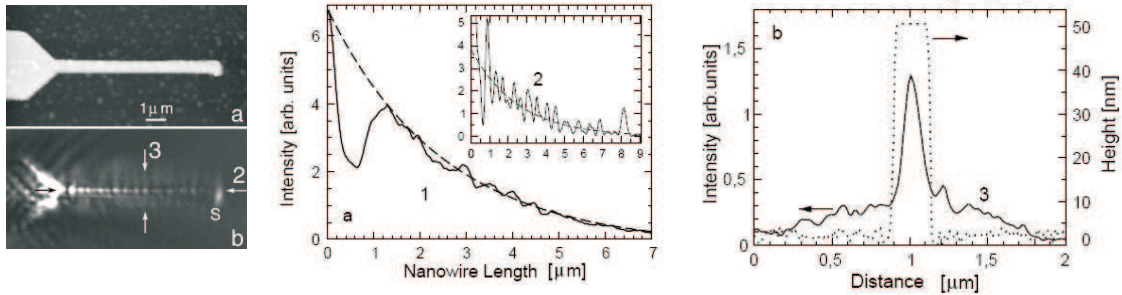 1μm
a
3
2
S
b
Intensity [arb. units]
6
4
2
0
a
1
0 1 2 3 4 5 6 7
Nanowire Length [μm]
5
4
3
2
1
0
2
0 1 2 3 4 5 6 7 8 9
b
Intensity [arb.units]
1,5
1
0,5
0
3
0 0,5 1 1,5 2
Distance [μm]
50
40
30
20
10
0
Height [nm]